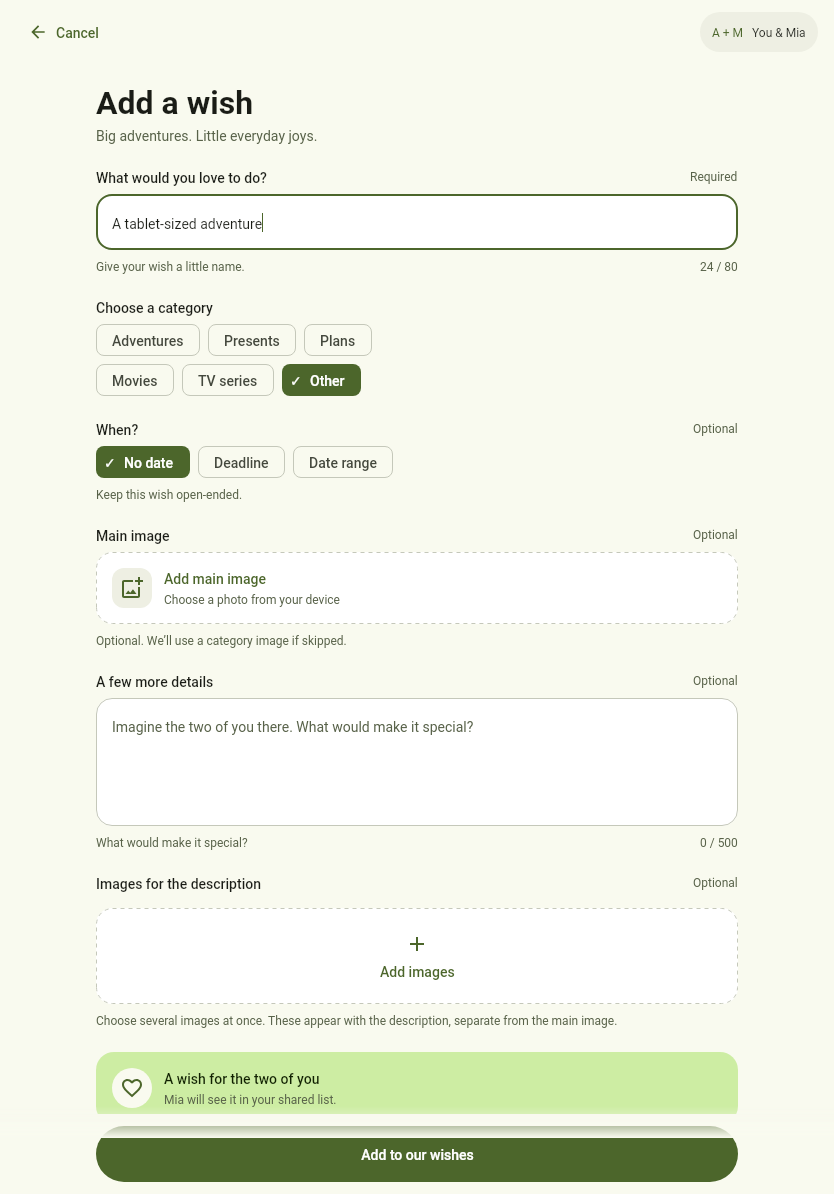 Cancel
A + M You & Mia
Add a wish
Big adventures. Little everyday joys.
What would you love to do? Required
A tablet-sized adventure
Give your wish a little name. 24 / 80
Choose a category
Adventures Presents Plans
Movies TV series ✓ Other
When? Optional
✓ No date Deadline Date range
Keep this wish open-ended.
Main image Optional
Add main image
Choose a photo from your device
Optional. We'll use a category image if skipped.
A few more details Optional
Imagine the two of you there. What would make it special?
What would make it special? 0 / 500
Images for the description Optional
Add images
Choose several images at once. These appear with the description, separate from the main image.
A wish for the two of you
Mia will see it in your shared list.
Add to our wishes